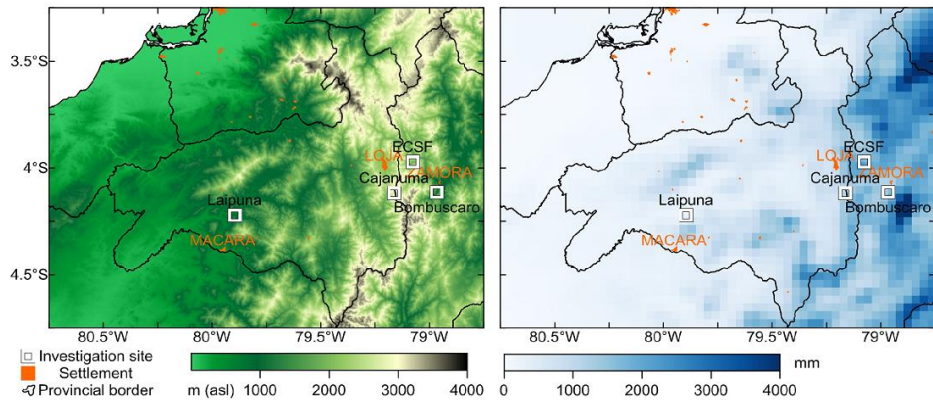 3.5°S
4°S
4.5°S
ECSF
LOJA
ZAMORA
Cajanuma
Bombuscaro
Laipuna
MACARA
80.5°W
80°W
79.5°W
79°W
ECSF
LOJA
ZAMORA
Cajanuma
Bombuscaro
Laipuna
MACARA
80.5°W
80°W
79.5°W
79°W
Investigation site
Settlement
Provincial border
m (asl) 1000 2000 3000 4000
mm
0 1000 2000 3000 4000